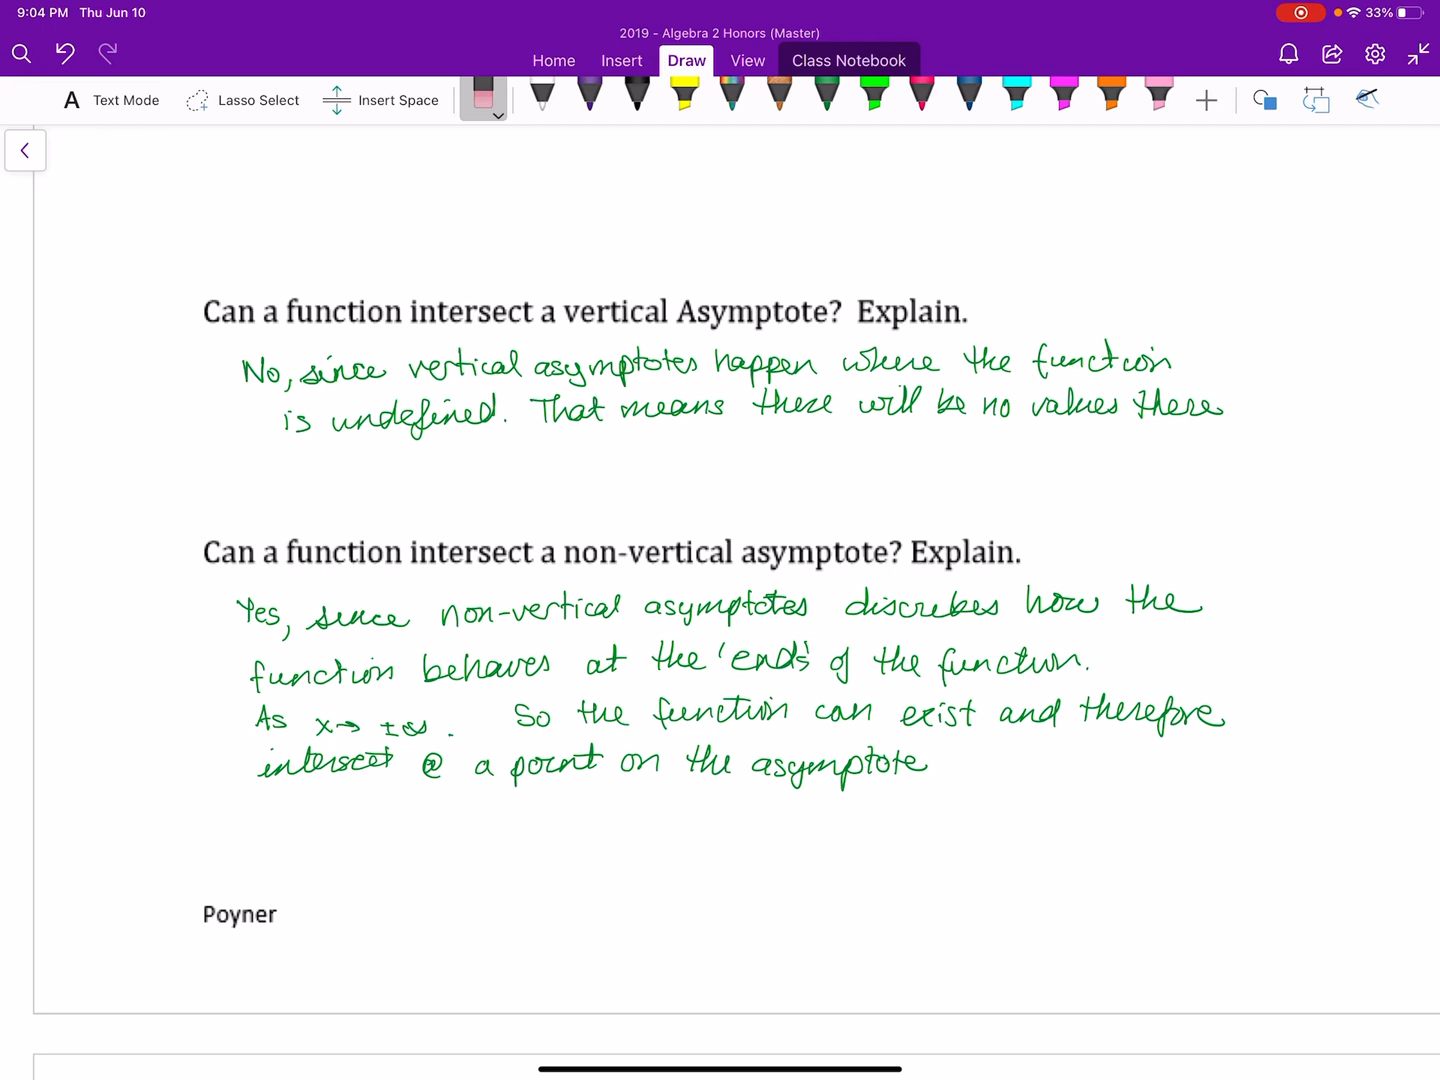 9:04 PM Thu Jun 10
33%
2019 - Algebra 2 Honors (Master)
Home Insert Draw View Class Notebook
A Text Mode Lasso Select Insert Space
Can a function intersect a vertical Asymptote? Explain.
No, since vertical asymptotes happen where the function
is undefined. That means there will be no values there
Can a function intersect a non-vertical asymptote? Explain.
Yes, since non-vertical asymptotes discrebes how the
function behaves at the 'ends' of the function.
As x→ ±∞. So the function can exist and therefore
intersect @ a point on the asymptote
Poyner